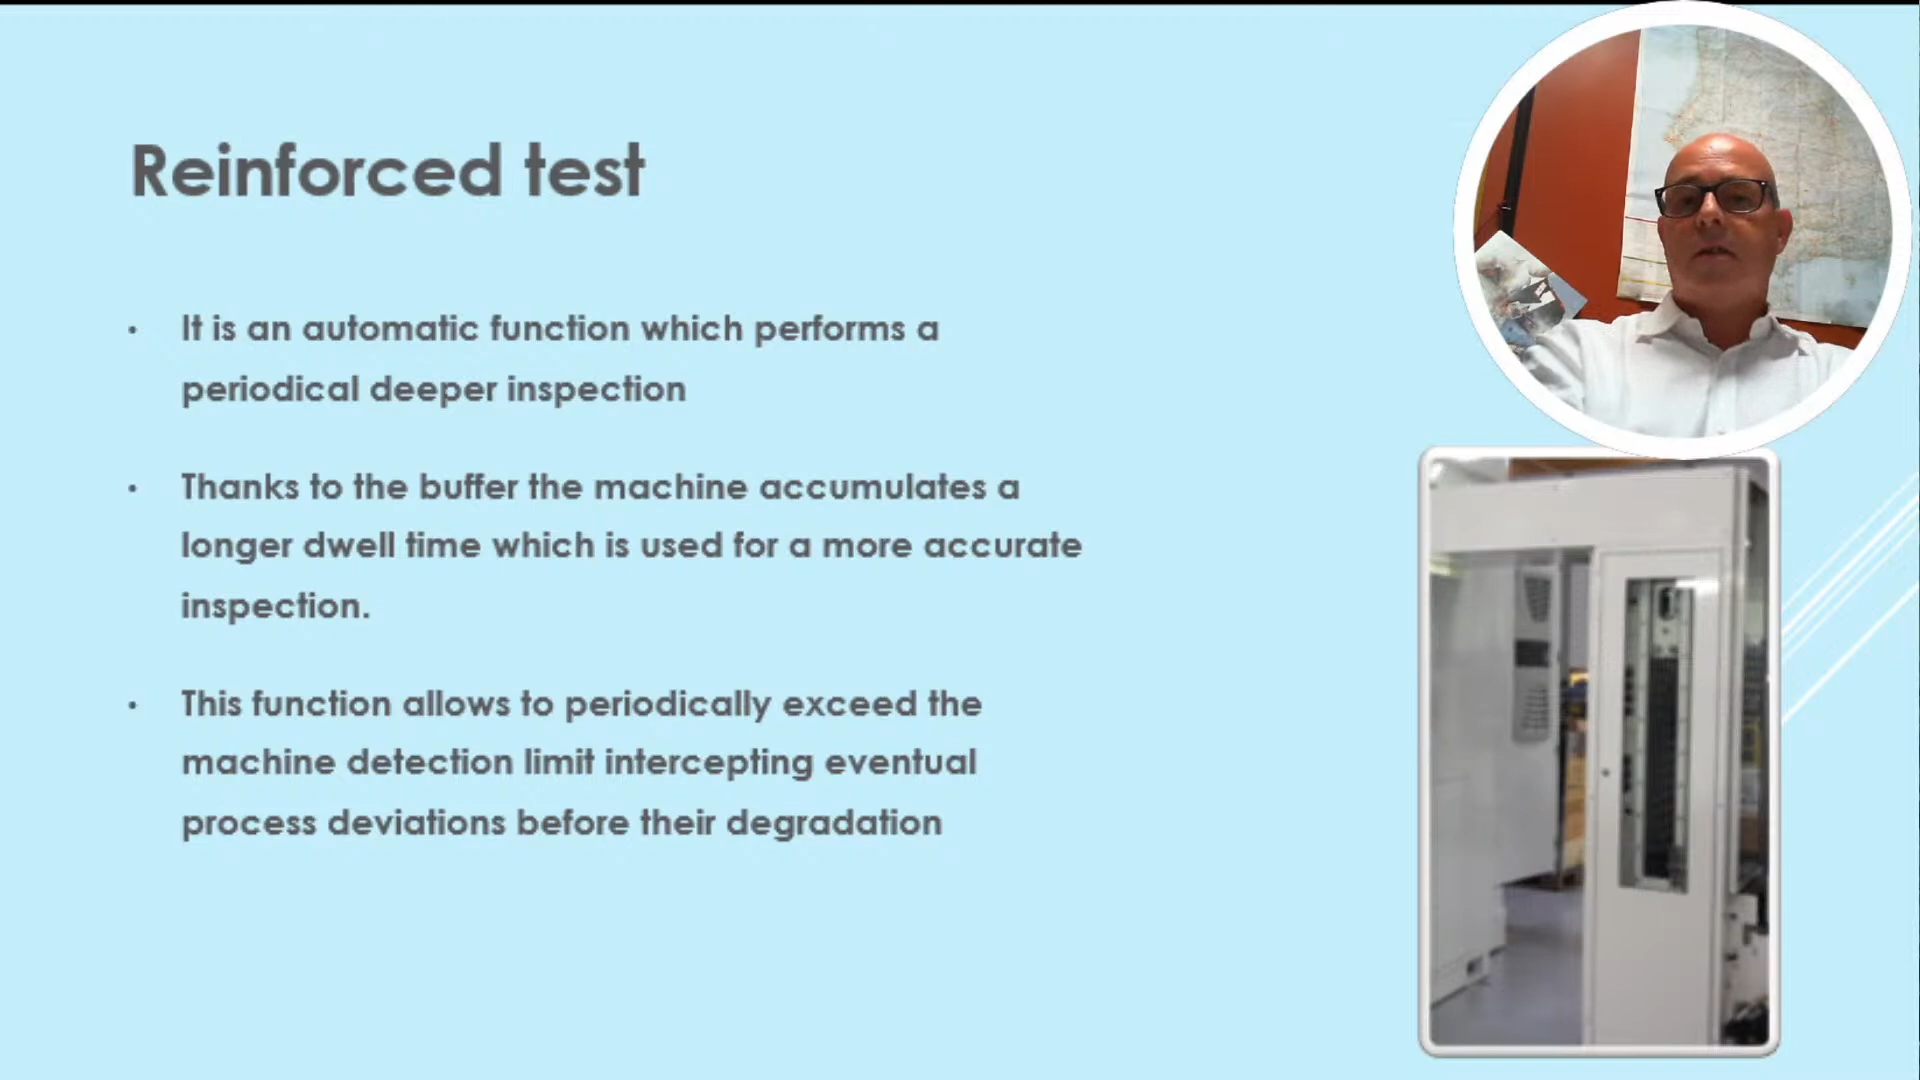 Reinforced test
• It is an automatic function which performs a
periodical deeper inspection
• Thanks to the buffer the machine accumulates a
longer dwell time which is used for a more accurate
inspection.
• This function allows to periodically exceed the
machine detection limit intercepting eventual
process deviations before their degradation